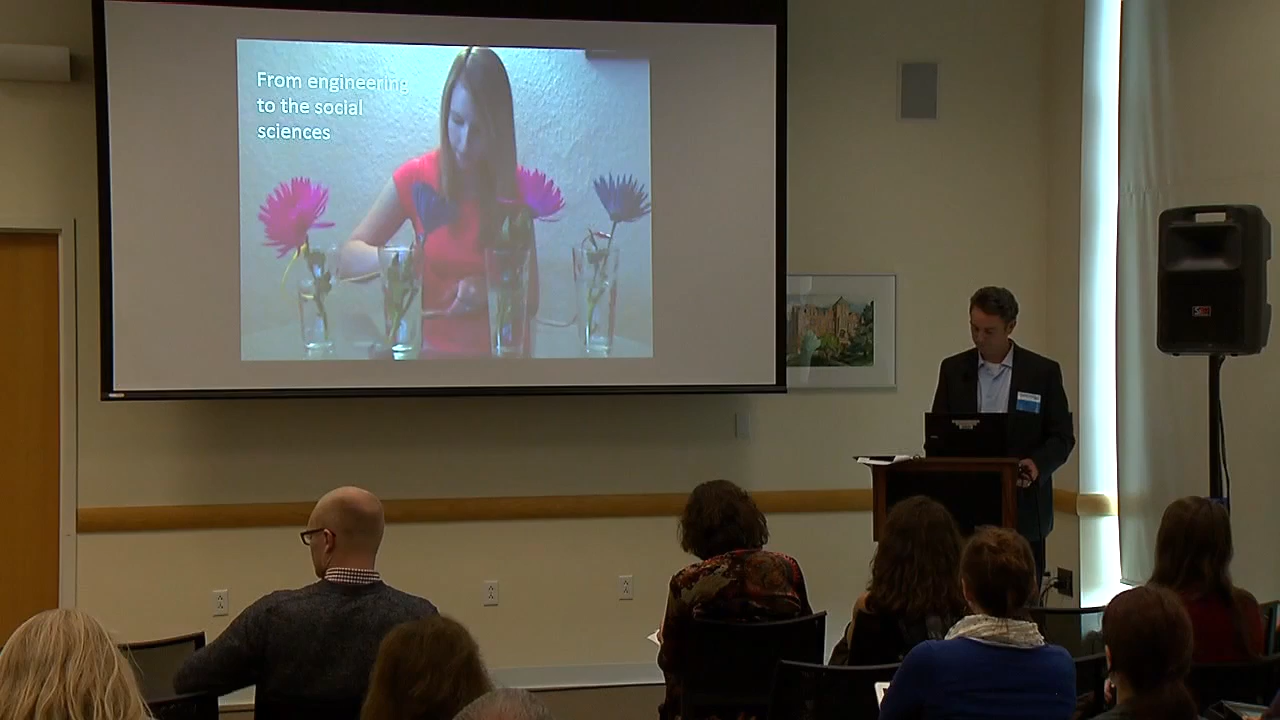 From engineering
to the social
sciences